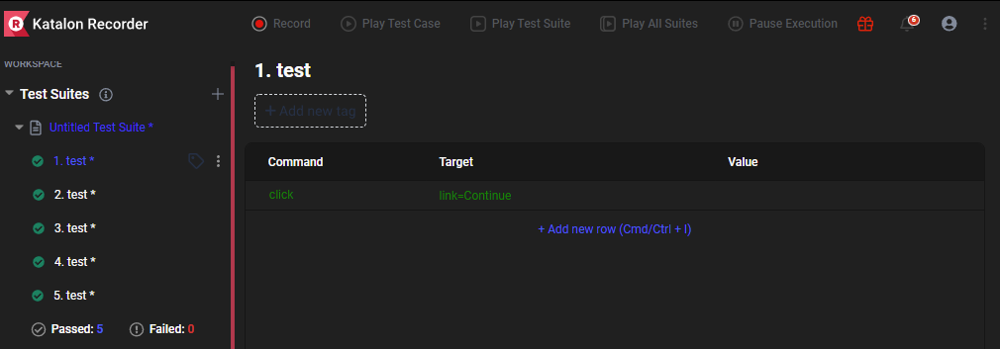 Katalon Recorder
Record
Play Test Case
Play Test Suite
Play All Suites
Pause Execution
6
WORKSPACE
Test Suites
Untitled Test Suite *
1. test *
2. test *
3. test *
4. test *
5. test *
Passed: 5
Failed: 0
1. test
+ Add new tag
Command Target Value
click link=Continue
+ Add new row (Cmd/Ctrl + I)